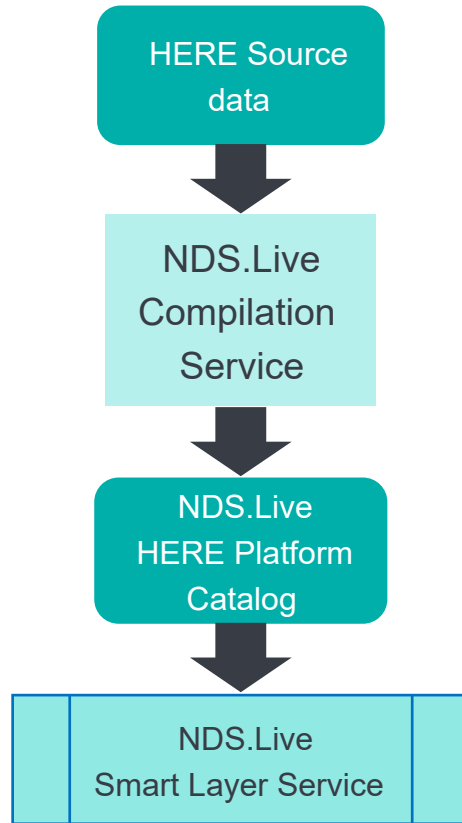 HERE Source
data
NDS.Live
Compilation
Service
NDS.Live
HERE Platform
Catalog
NDS.Live
Smart Layer Service